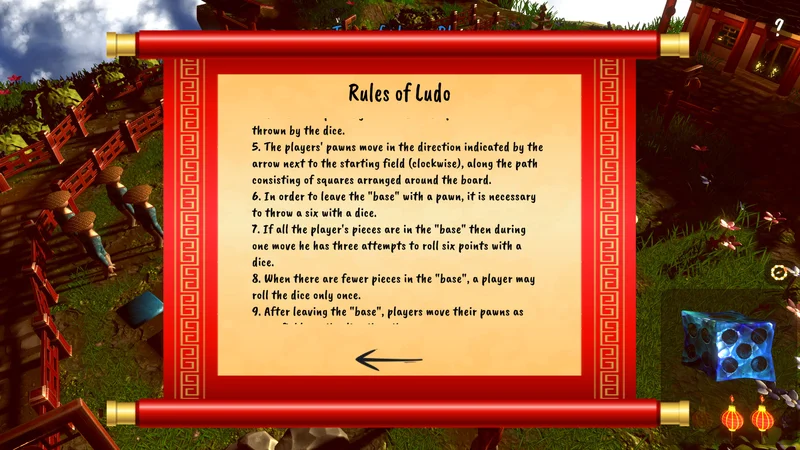 Rules of Ludo
thrown by the dice.
5. The players' pawns move in the direction indicated by the
arrow next to the starting field (clockwise), along the path
consisting of squares arranged around the board.
6. In order to leave the "base" with a pawn, it is necessary
to throw a six with a dice.
7. If all the player's pieces are in the "base" then during
one move he has three attempts to roll six points with a
dice.
8. When there are fewer pieces in the "base", a player may
roll the dice only once.
9. After leaving the "base", players move their pawns as
?